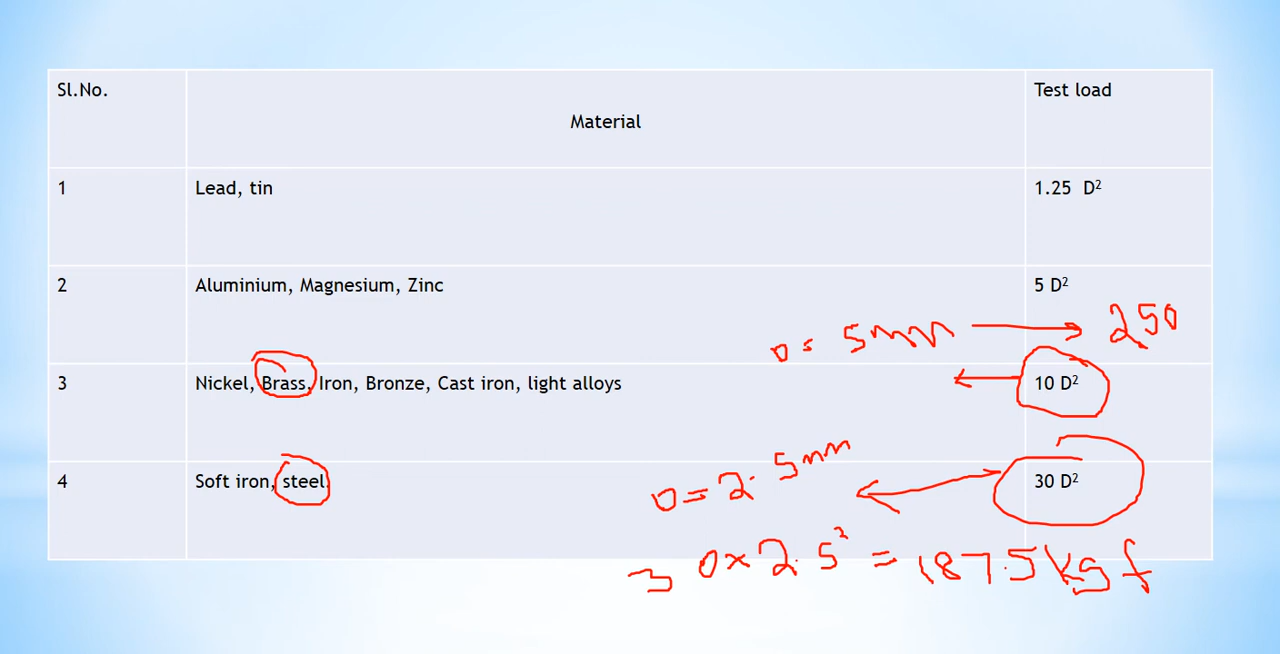 Sl.No.
Material
Test load
1
Lead, tin
1.25 D²
2
Aluminium, Magnesium, Zinc
5 D²
D = 5mm → 250
3
Nickel, Brass, Iron, Bronze, Cast iron, light alloys
10 D²
4
Soft iron, steel
30 D²
D = 2.5mm
30 × 2.5² = 187.5 kgf